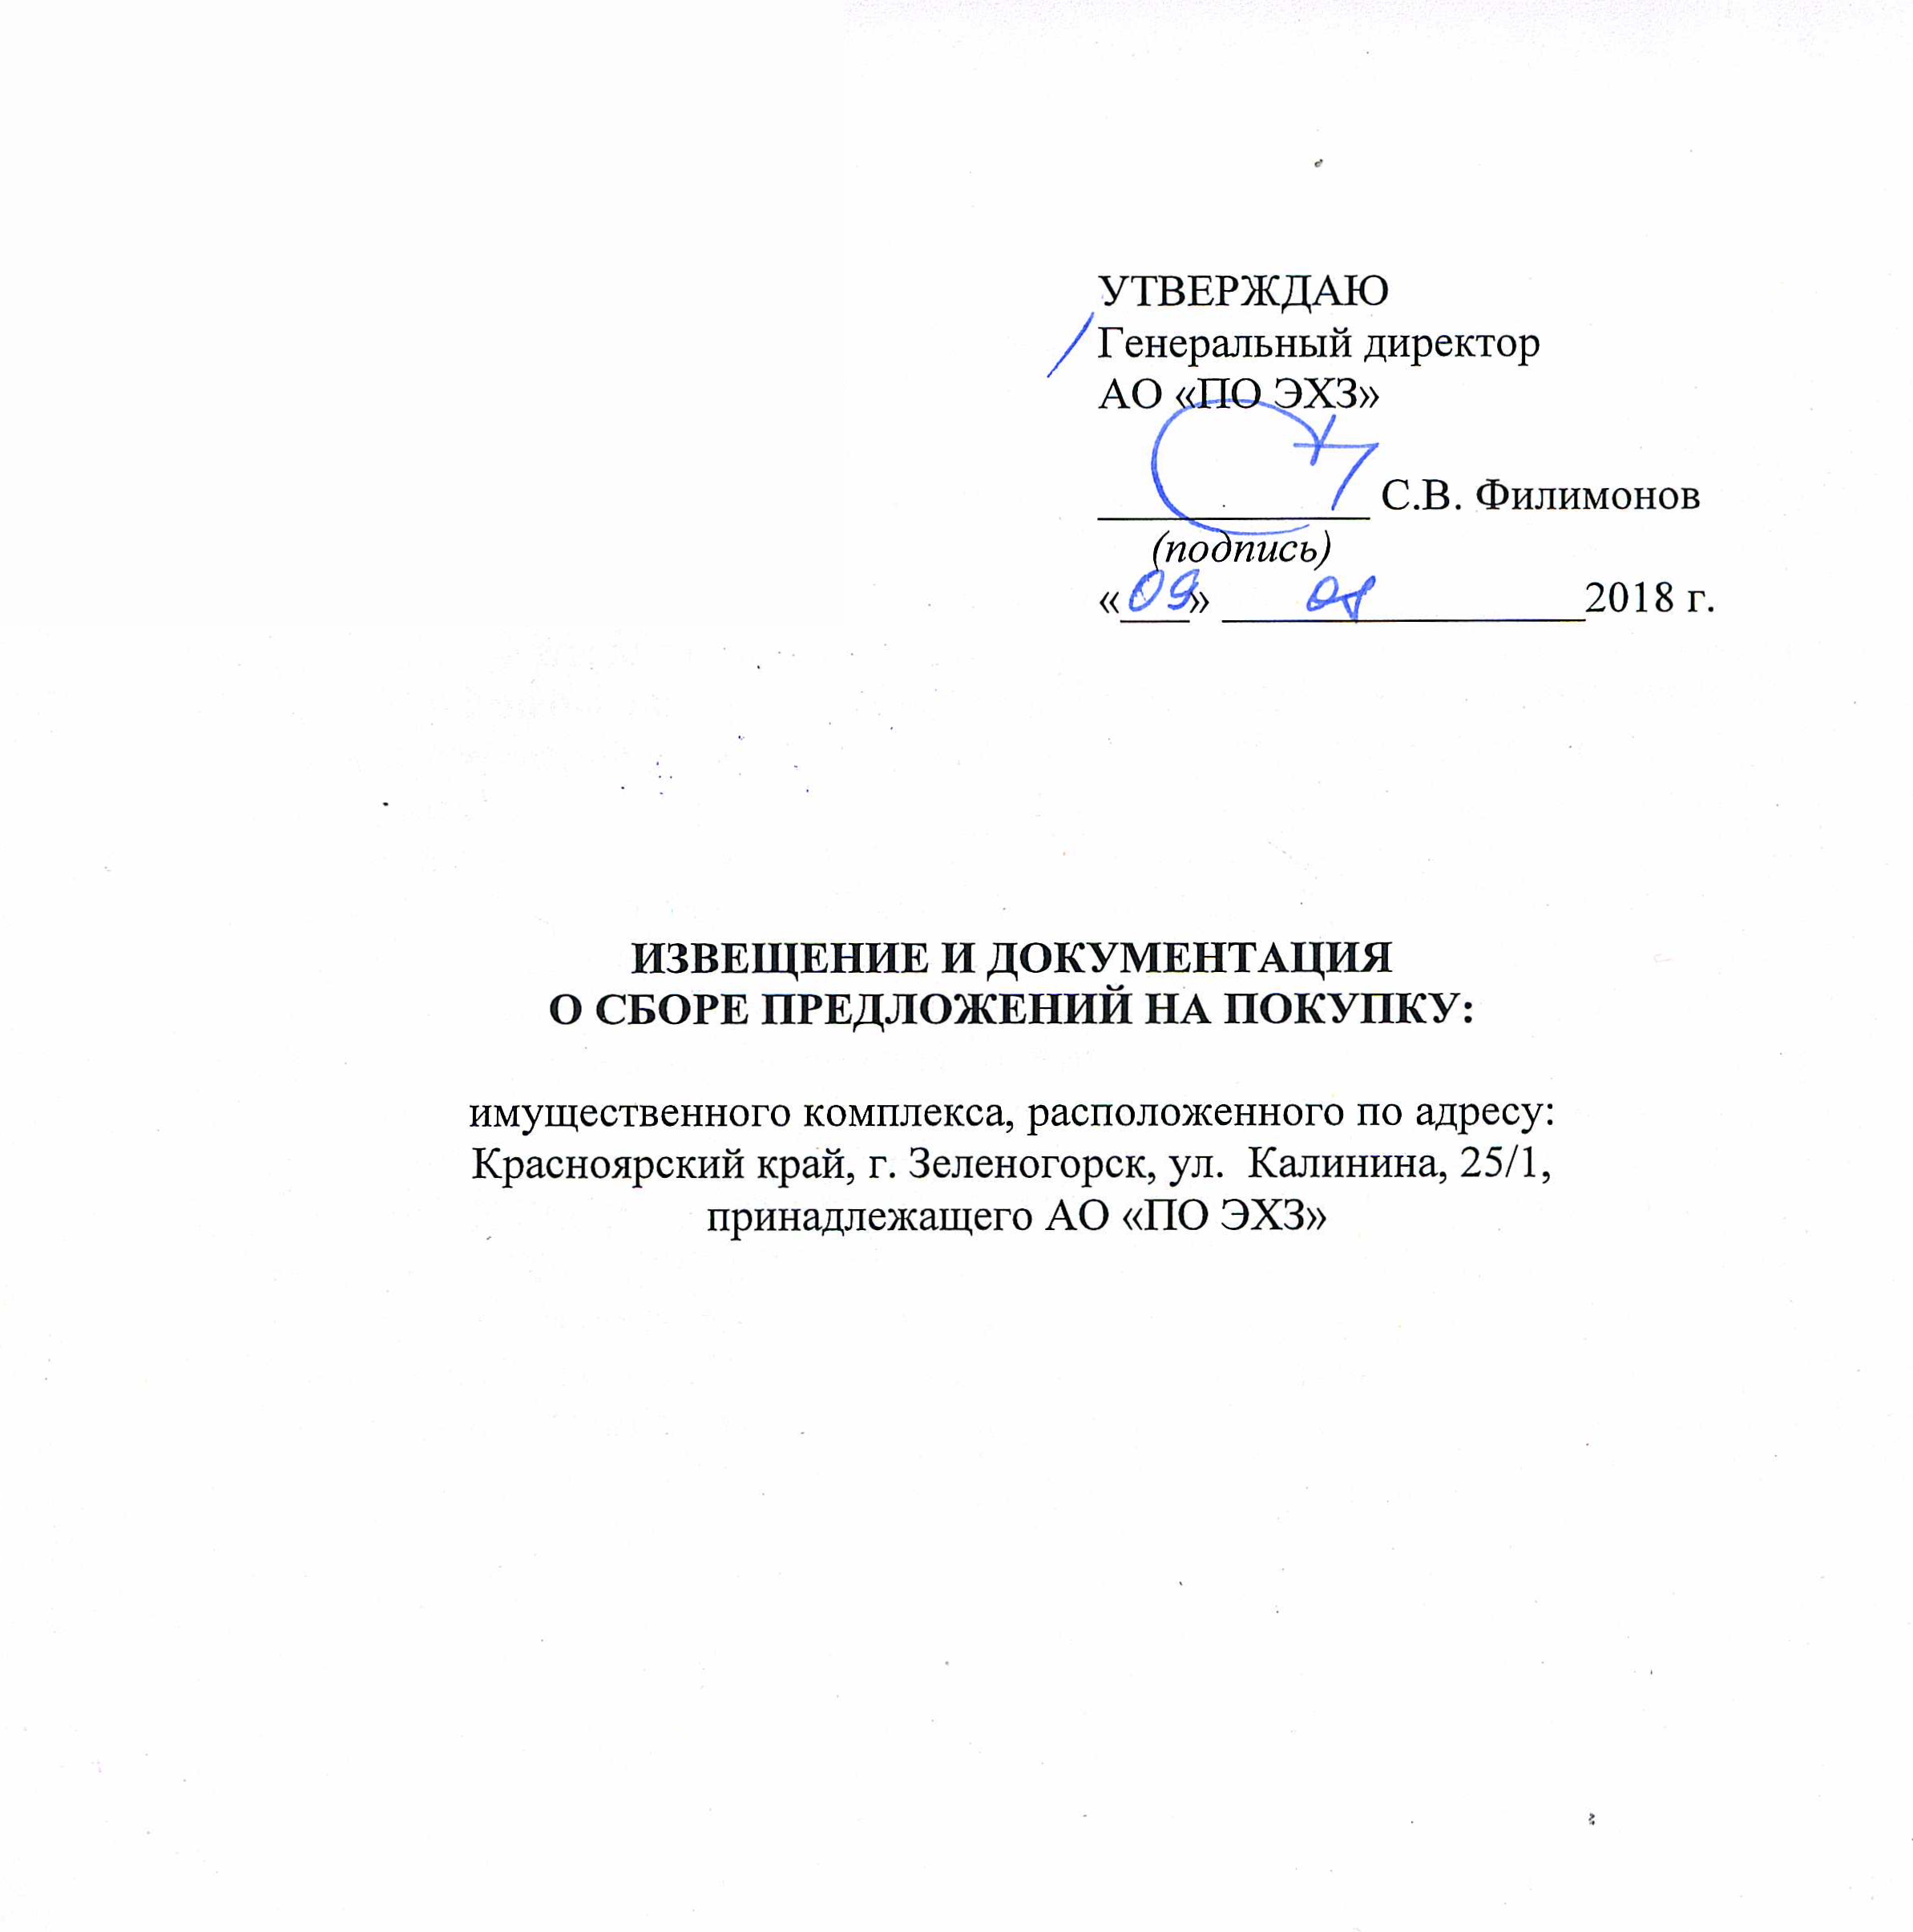 УТВЕРЖДАЮ
Генеральный директор
АО «ПО ЭХЗ»
С.В. Филимонов
(подпись)
«09» 2018 г.
ИЗВЕЩЕНИЕ И ДОКУМЕНТАЦИЯ
О СБОРЕ ПРЕДЛОЖЕНИЙ НА ПОКУПКУ:
имущественного комплекса, расположенного по адресу:
Красноярский край, г. Зеленогорск, ул. Калинина, 25/1,
принадлежащего АО «ПО ЭХЗ»